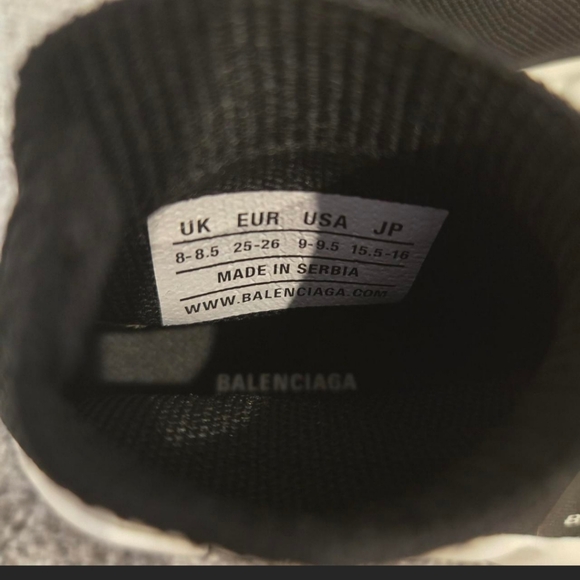 UK EUR USA JP
8-8.5 25-26 9-9.5 15.5-16
MADE IN SERBIA
WWW.BALENCIAGA.COM
BALENCIAGA